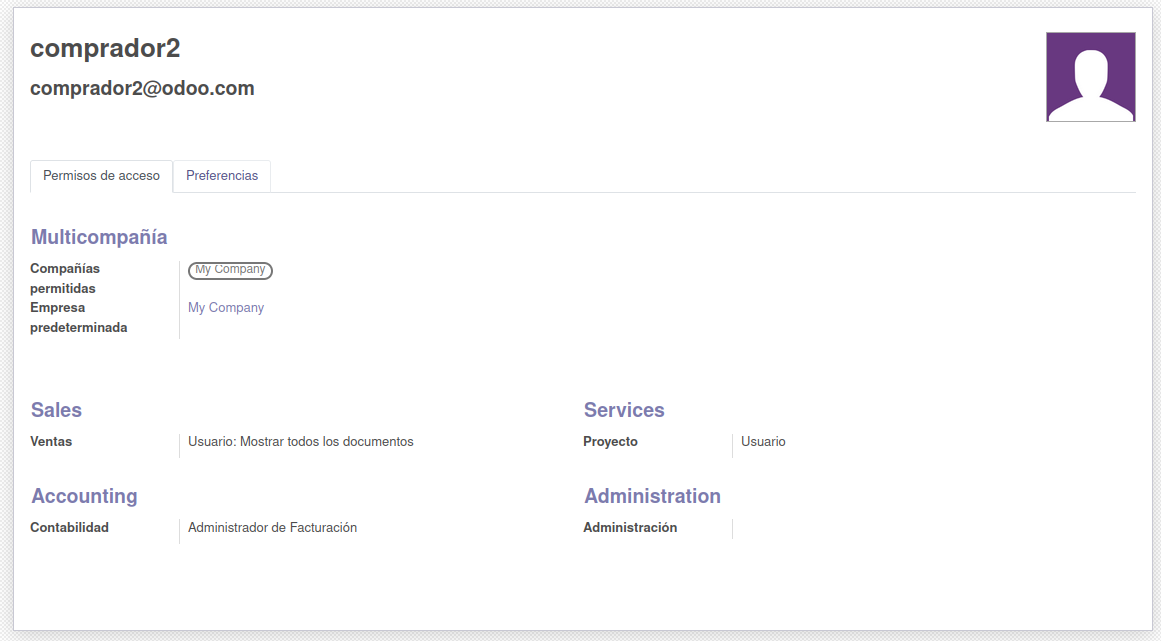 comprador2
comprador2@odoo.com
Permisos de acceso
Preferencias
Multicompañía
Compañías permitidas
My Company
Empresa predeterminada
My Company
Sales
Ventas
Usuario: Mostrar todos los documentos
Services
Proyecto
Usuario
Accounting
Contabilidad
Administrador de Facturación
Administration
Administración